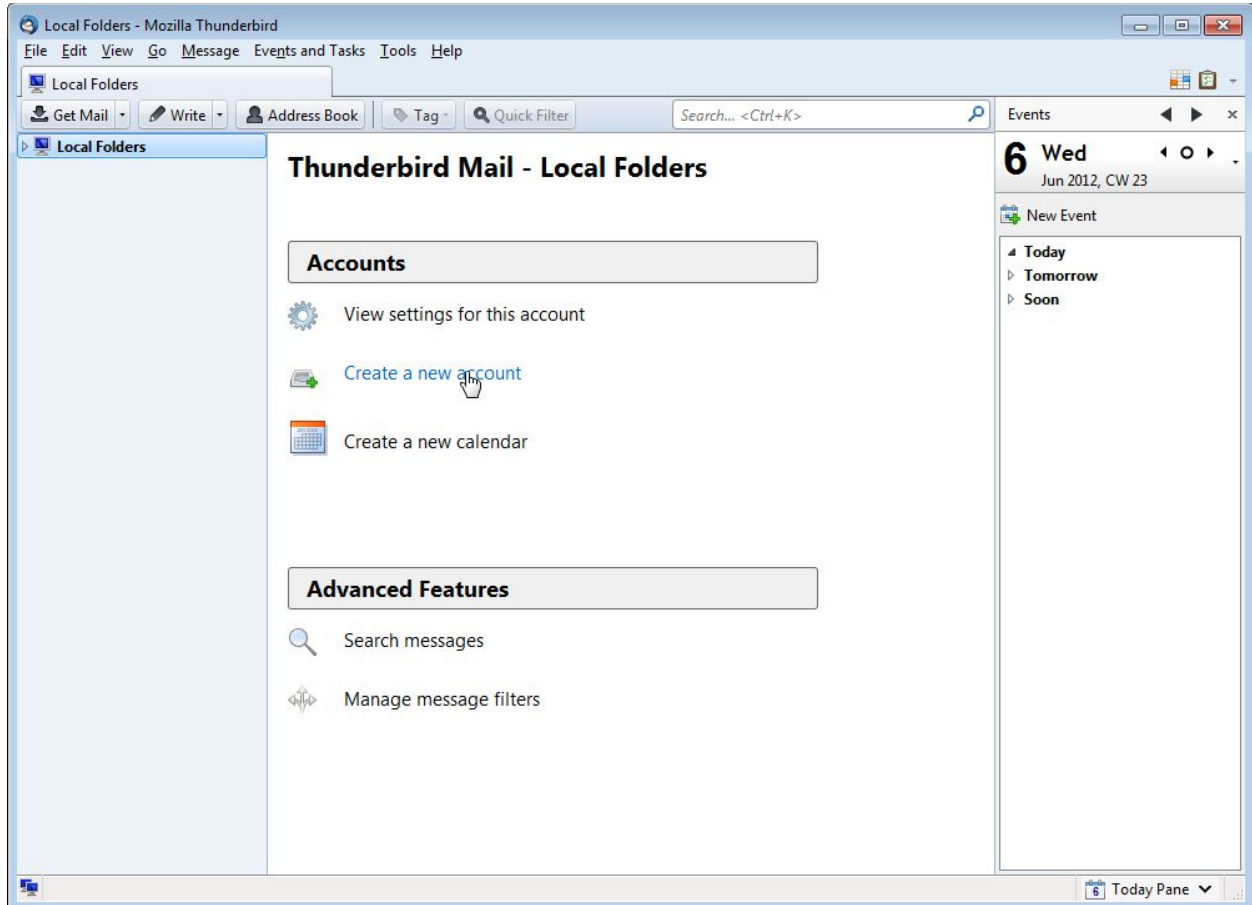 Local Folders - Mozilla Thunderbird
File Edit View Go Message Events and Tasks Tools Help
Local Folders
Get Mail Write Address Book Tag Quick Filter Search... <Ctrl+K>
Local Folders
Thunderbird Mail - Local Folders
Accounts
View settings for this account
Create a new account
Create a new calendar
Advanced Features
Search messages
Manage message filters
Events
6 Wed
Jun 2012, CW 23
New Event
Today
Tomorrow
Soon
6 Today Pane